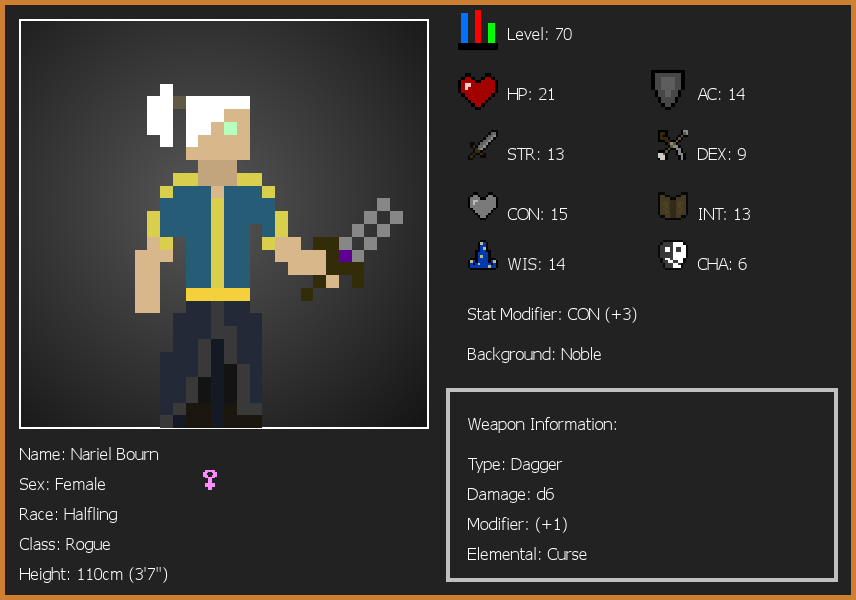 Level: 70
HP: 21
AC: 14
STR: 13
DEX: 9
CON: 15
INT: 13
WIS: 14
CHA: 6
Stat Modifier: CON (+3)
Background: Noble
Weapon Information:
Type: Dagger
Damage: d6
Modifier: (+1)
Elemental: Curse
Name: Nariel Bourn
Sex: Female
Race: Halfling
Class: Rogue
Height: 110cm (3'7")